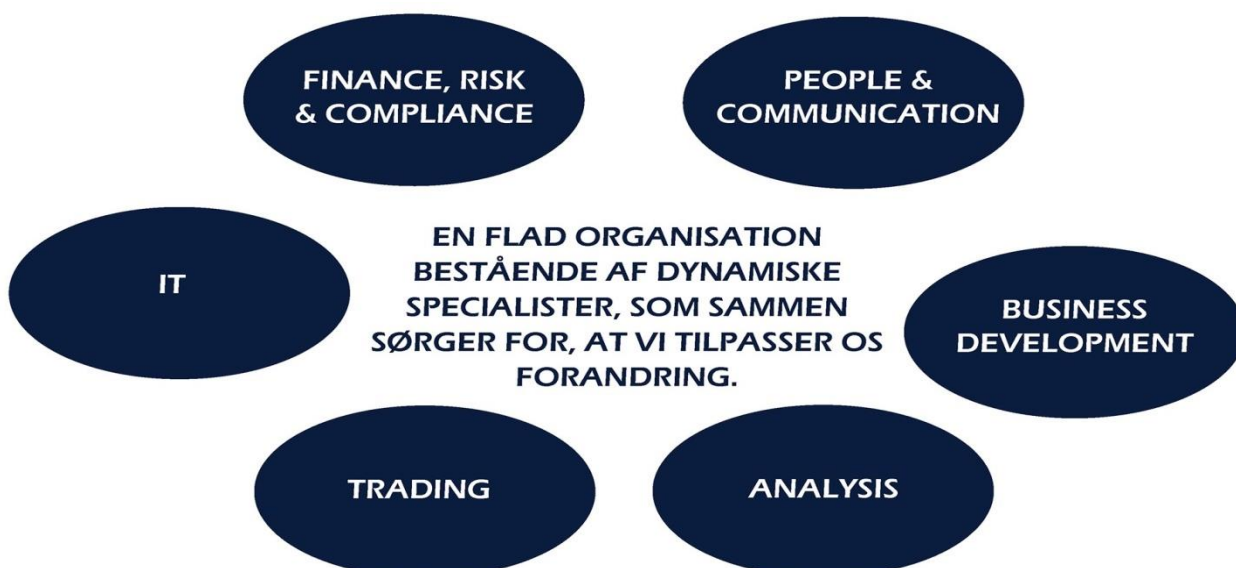 FINANCE, RISK
& COMPLIANCE
PEOPLE &
COMMUNICATION
IT
EN FLAD ORGANISATION
BESTÅENDE AF DYNAMISKE
SPECIALISTER, SOM SAMMEN
SØRGER FOR, AT VI TILPASSER OS
FORANDRING.
BUSINESS
DEVELOPMENT
TRADING
ANALYSIS